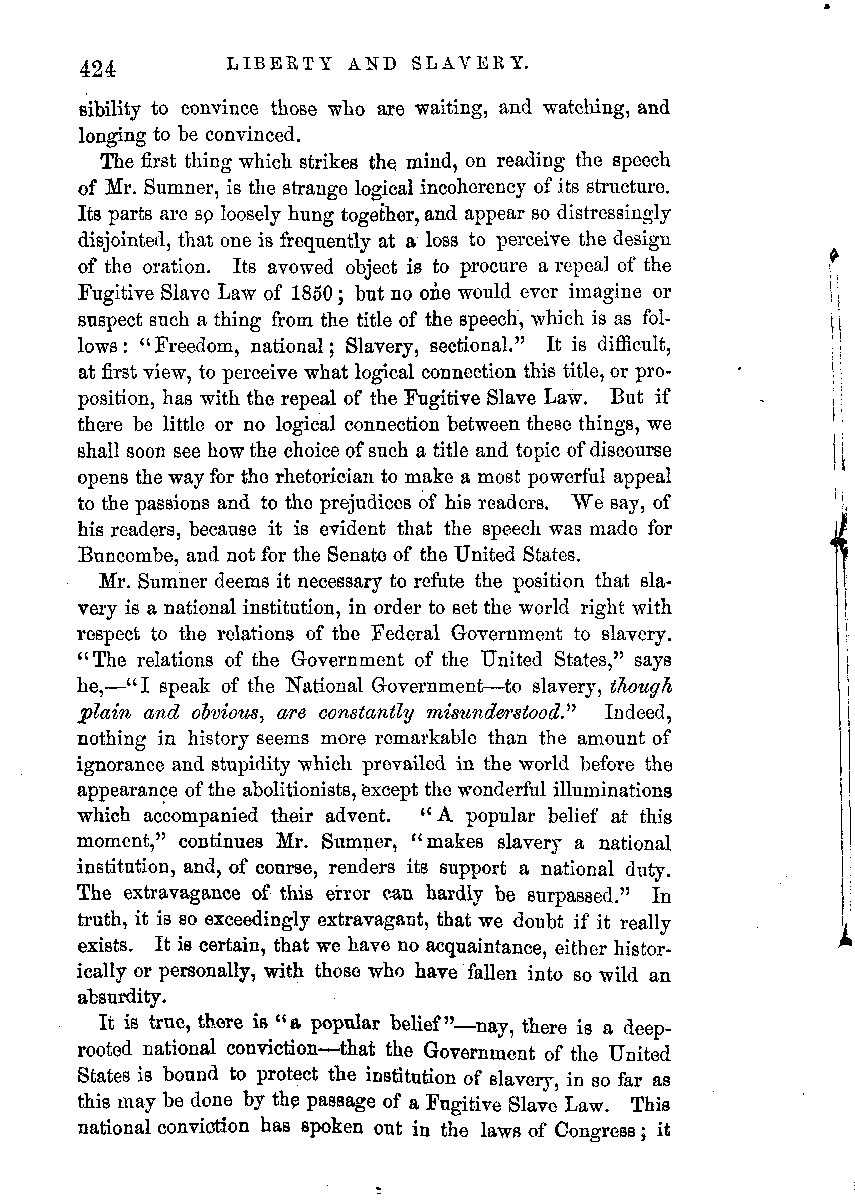 424 LIBERTY AND SLAVERY.
sibility to convince those who are waiting, and watching, and
longing to be convinced.
The first thing which strikes the mind, on reading the speech
of Mr. Sumner, is the strange logical incoherency of its structure.
Its parts are so loosely hung together, and appear so distressingly
disjointed, that one is frequently at a loss to perceive the design
of the oration. Its avowed object is to procure a repeal of the
Fugitive Slave Law of 1850; but no one would ever imagine or
suspect such a thing from the title of the speech, which is as fol-
lows: "Freedom, national; Slavery, sectional." It is difficult,
at first view, to perceive what logical connection this title, or pro-
position, has with the repeal of the Fugitive Slave Law. But if
there be little or no logical connection between these things, we
shall soon see how the choice of such a title and topic of discourse
opens the way for the rhetorician to make a most powerful appeal
to the passions and to the prejudices of his readers. We say, of
his readers, because it is evident that the speech was made for
Buncombe, and not for the Senate of the United States.
Mr. Sumner deems it necessary to refute the position that sla-
very is a national institution, in order to set the world right with
respect to the relations of the Federal Government to slavery.
"The relations of the Government of the United States," says
he,—"I speak of the National Government—to slavery, though
plain and obvious, are constantly misunderstood." Indeed,
nothing in history seems more remarkable than the amount of
ignorance and stupidity which prevailed in the world before the
appearance of the abolitionists, except the wonderful illuminations
which accompanied their advent. "A popular belief at this
moment," continues Mr. Sumner, "makes slavery a national
institution, and, of course, renders its support a national duty.
The extravagance of this error can hardly be surpassed." In
truth, it is so exceedingly extravagant, that we doubt if it really
exists. It is certain, that we have no acquaintance, either histor-
ically or personally, with those who have fallen into so wild an
absurdity.
It is true, there is "a popular belief"—nay, there is a deep-
rooted national conviction—that the Government of the United
States is bound to protect the institution of slavery, in so far as
this may be done by the passage of a Fugitive Slave Law. This
national conviction has spoken out in the laws of Congress; it